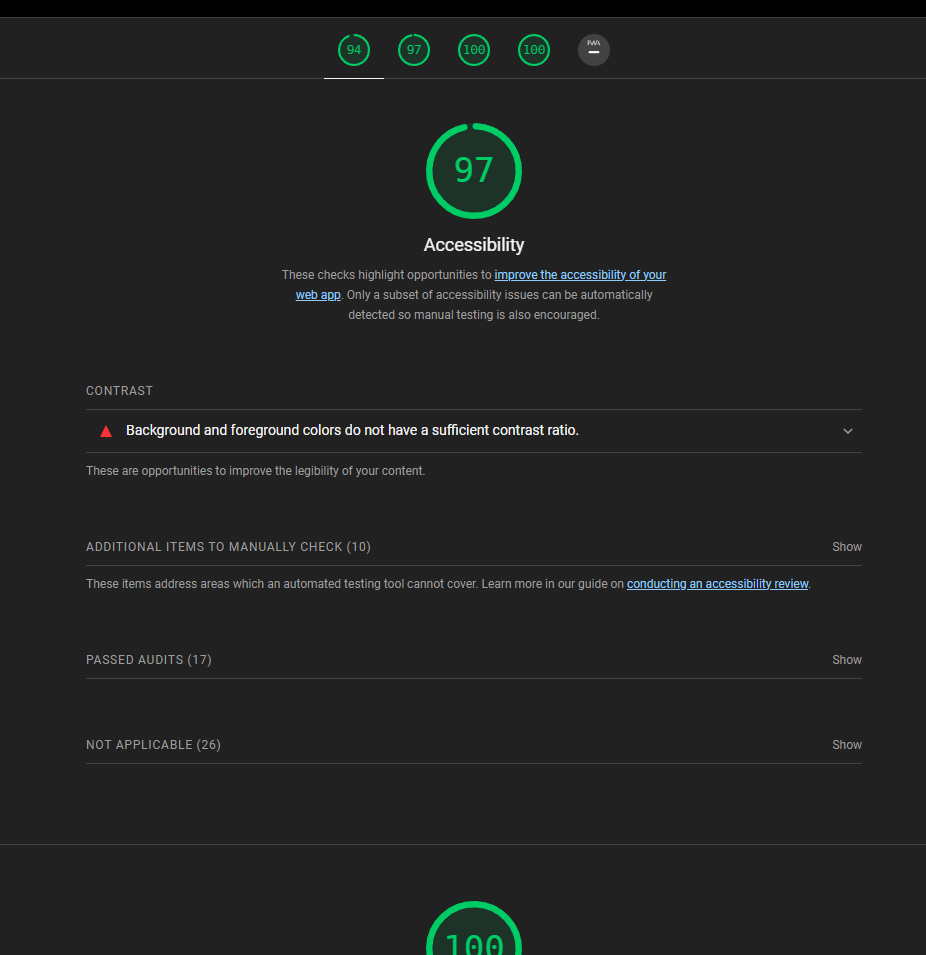 94 97 100 100 PWA
97
Accessibility
These checks highlight opportunities to improve the accessibility of your
web app. Only a subset of accessibility issues can be automatically
detected so manual testing is also encouraged.
CONTRAST
Background and foreground colors do not have a sufficient contrast ratio.
These are opportunities to improve the legibility of your content.
ADDITIONAL ITEMS TO MANUALLY CHECK (10) Show
These items address areas which an automated testing tool cannot cover. Learn more in our guide on conducting an accessibility review.
PASSED AUDITS (17) Show
NOT APPLICABLE (26) Show
100